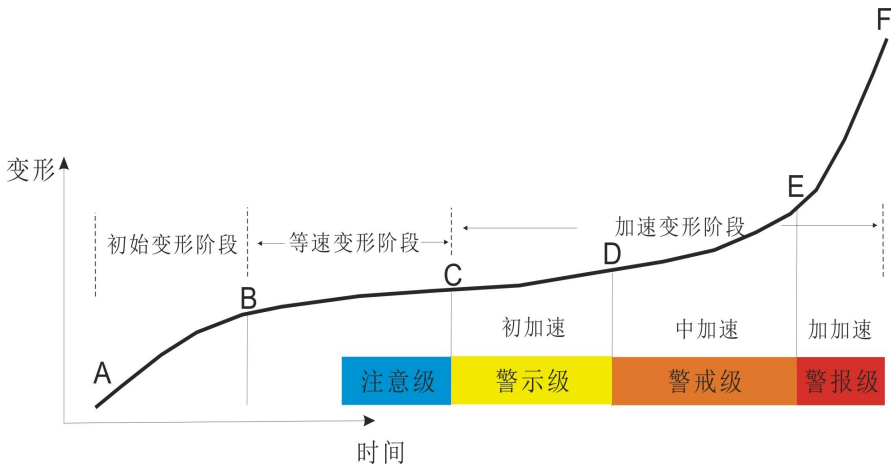 F
变形
E
初始变形阶段
等速变形阶段
加速变形阶段
D
C
B
A
初加速
中加速
加加速
注意级
警示级
警戒级
警报级
时间